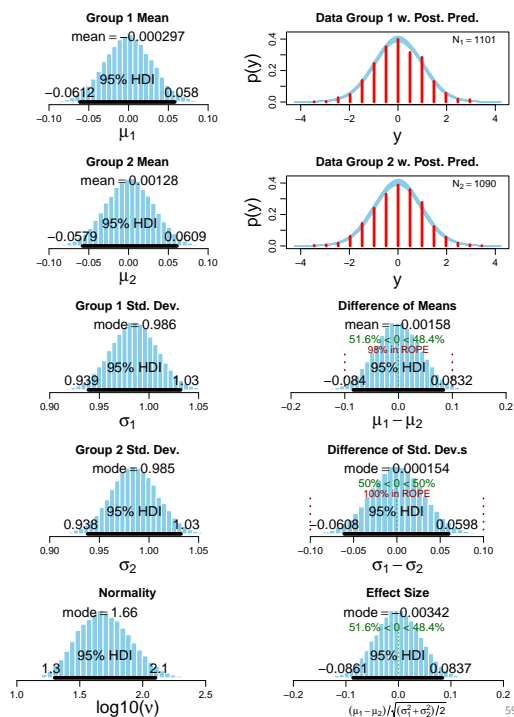 Group 1 Mean
mean = −0.000297
95% HDI
−0.0612 0.058
−0.10 −0.05 0.00 0.05 0.10
μ1
Data Group 1 w. Post. Pred.
N1 = 1101
0.0 0.2 0.4
p(y)
−4 −2 0 2 4
y
Group 2 Mean
mean = 0.00128
95% HDI
−0.0579 0.0609
−0.10 −0.05 0.00 0.05 0.10
μ2
Data Group 2 w. Post. Pred.
N2 = 1090
0.0 0.2 0.4
p(y)
−4 −2 0 2 4
y
Group 1 Std. Dev.
mode = 0.986
95% HDI
0.939 1.03
0.90 0.95 1.00 1.05
σ1
Difference of Means
mean = −0.00158
51.6% < 0 < 48.4%
98% in ROPE
95% HDI
−0.084 0.0832
−0.2 −0.1 0.0 0.1 0.2
μ1 − μ2
Group 2 Std. Dev.
mode = 0.985
95% HDI
0.938 1.03
0.90 0.95 1.00 1.05
σ2
Difference of Std. Dev.s
mode = 0.000154
50% < 0 < 50%
100% in ROPE
95% HDI
−0.0608 0.0598
−0.10 −0.05 0.00 0.05 0.10
σ1 − σ2
Normality
mode = 1.66
95% HDI
1.3 2.1
1.0 1.5 2.0 2.5
log10(ν)
Effect Size
mode = −0.00342
51.6% < 0 < 48.4%
95% HDI
−0.0861 0.0837
−0.2 −0.1 0.0 0.1 0.2
(μ1 − μ2)/√(σ1² + σ2²)/2